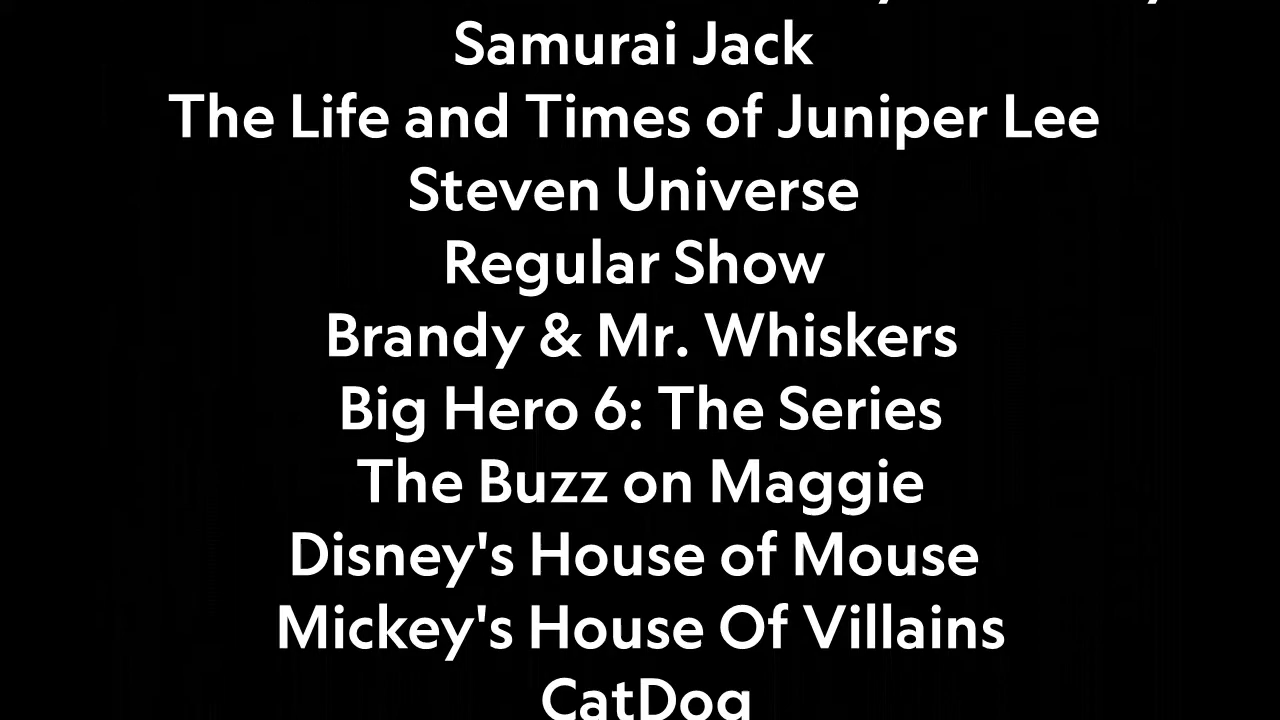 Samurai Jack
The Life and Times of Juniper Lee
Steven Universe
Regular Show
Brandy & Mr. Whiskers
Big Hero 6: The Series
The Buzz on Maggie
Disney's House of Mouse
Mickey's House Of Villains
CatDog